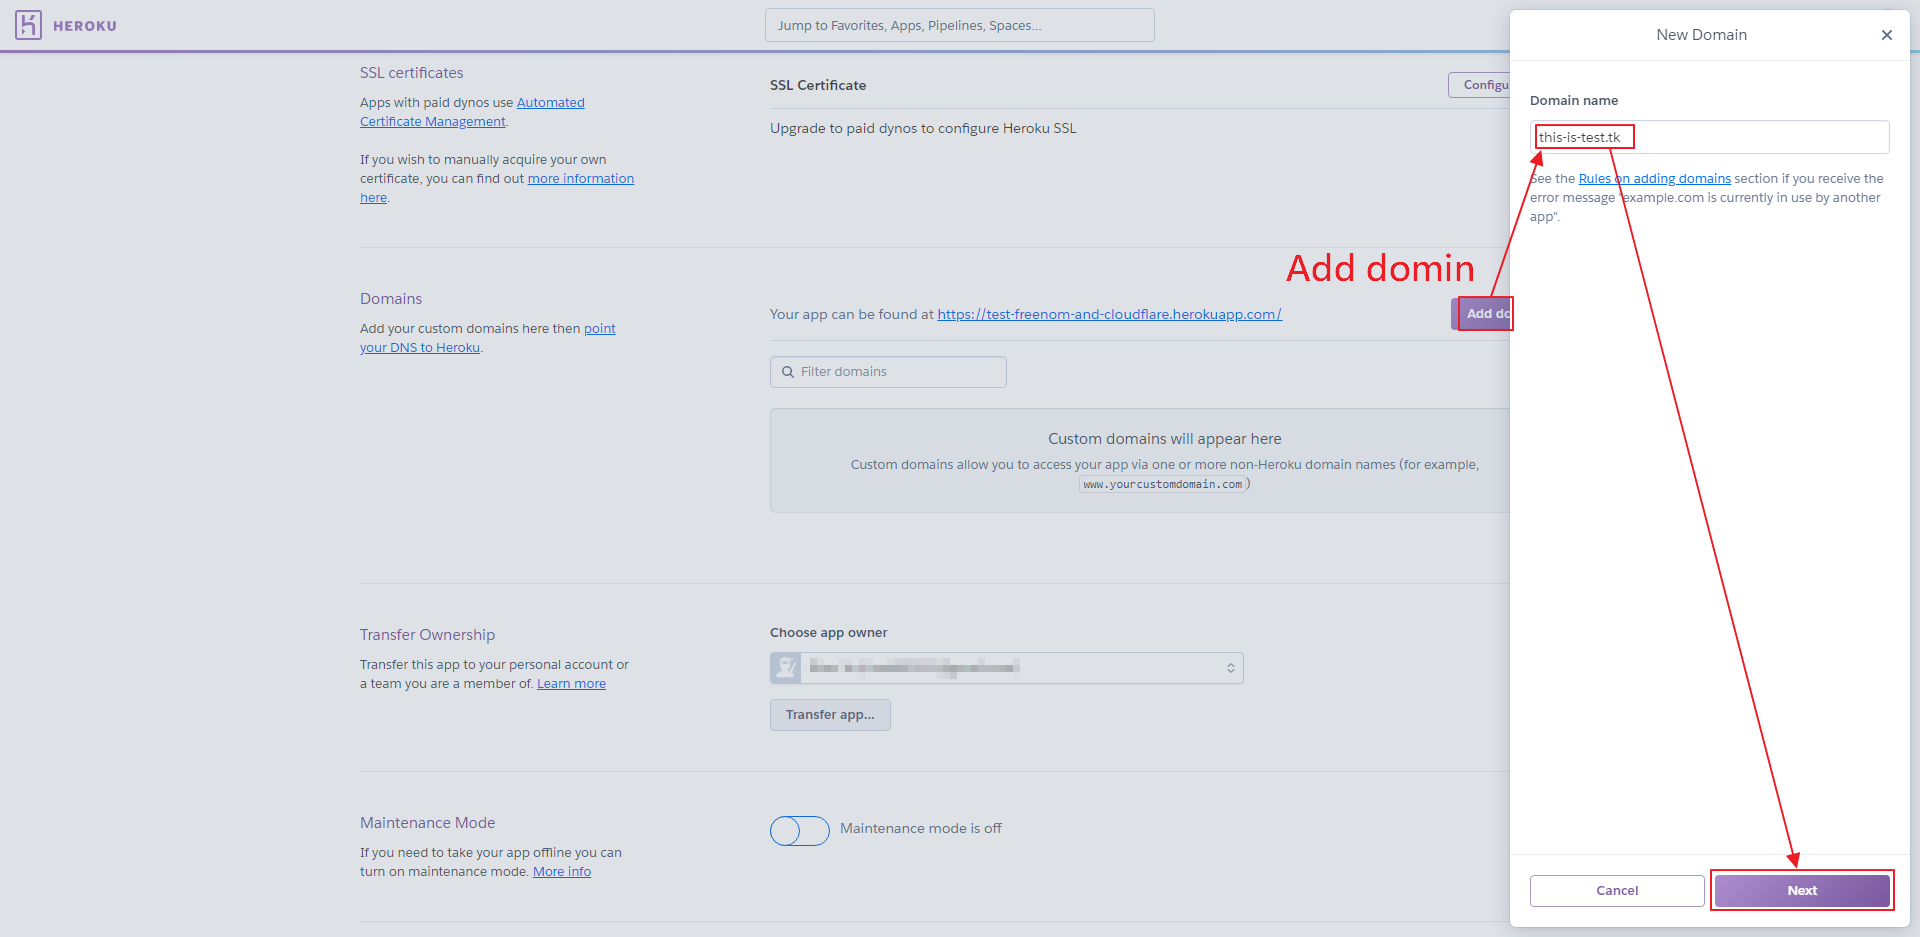 HEROKU
Jump to Favorites, Apps, Pipelines, Spaces...
SSL certificates
Apps with paid dynos use Automated
Certificate Management.
If you wish to manually acquire your own
certificate, you can find out more information
here.
SSL Certificate
Configu
Upgrade to paid dynos to configure Heroku SSL
Domains
Add your custom domains here then point
your DNS to Heroku.
Add domin
Your app can be found at https://test-freenom-and-cloudflare.herokuapp.com/
Add do
Filter domains
Custom domains will appear here
Custom domains allow you to access your app via one or more non-Heroku domain names (for example,
www.yourcustomdomain.com)
Transfer Ownership
Transfer this app to your personal account or
a team you are a member of. Learn more
Choose app owner
Transfer app...
Maintenance Mode
If you need to take your app offline you can
turn on maintenance mode. More info
Maintenance mode is off
New Domain
Domain name
this-is-test.tk
See the Rules on adding domains section if you receive the
error message "example.com is currently in use by another
app".
Cancel
Next